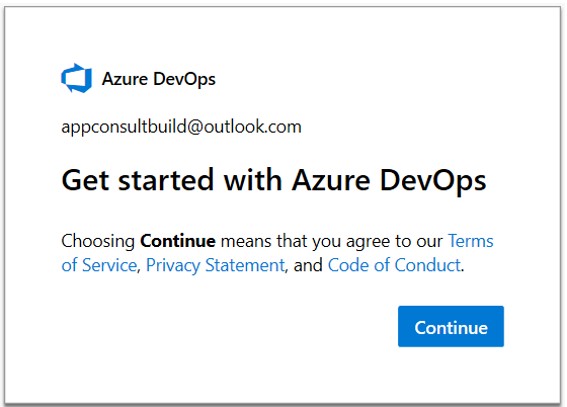 Azure DevOps
appconsultbuild@outlook.com
Get started with Azure DevOps
Choosing Continue means that you agree to our Terms
of Service, Privacy Statement, and Code of Conduct.
Continue